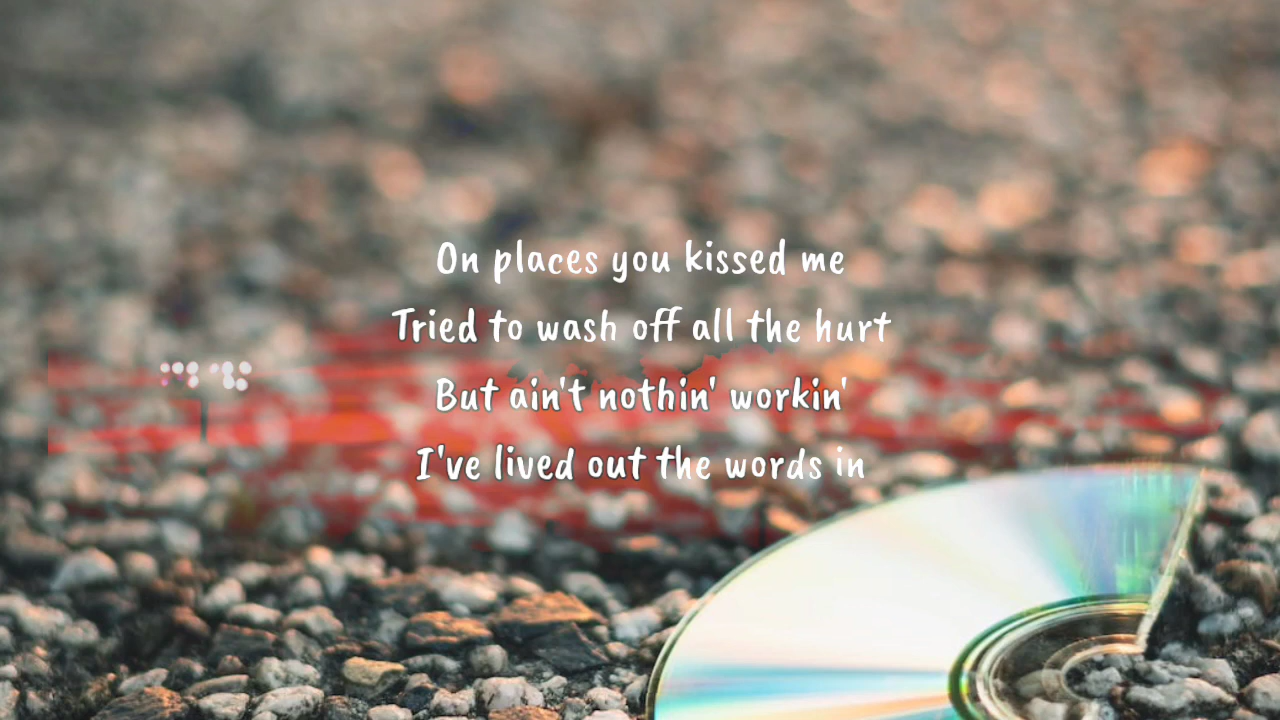 On places you kissed me
Tried to wash off all the hurt
But ain't nothin' workin'
I've lived out the words in